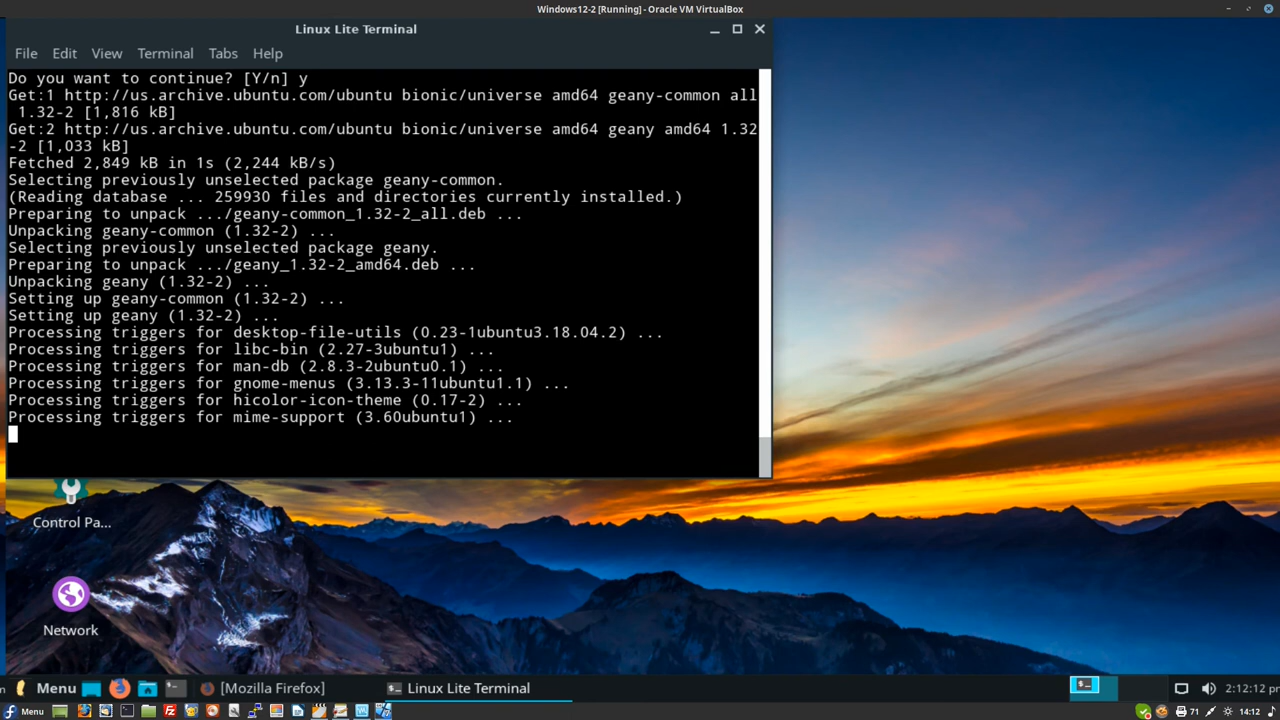 Windows12-2 [Running] - Oracle VM VirtualBox
Linux Lite Terminal
File Edit View Terminal Tabs Help
Do you want to continue? [Y/n] y
Get:1 http://us.archive.ubuntu.com/ubuntu bionic/universe amd64 geany-common all
1.32-2 [1,816 kB]
Get:2 http://us.archive.ubuntu.com/ubuntu bionic/universe amd64 geany amd64 1.32
-2 [1,033 kB]
Fetched 2,849 kB in 1s (2,244 kB/s)
Selecting previously unselected package geany-common.
(Reading database ... 259930 files and directories currently installed.)
Preparing to unpack .../geany-common_1.32-2_all.deb ...
Unpacking geany-common (1.32-2) ...
Selecting previously unselected package geany.
Preparing to unpack .../geany_1.32-2_amd64.deb ...
Unpacking geany (1.32-2) ...
Setting up geany-common (1.32-2) ...
Setting up geany (1.32-2) ...
Processing triggers for desktop-file-utils (0.23-1ubuntu3.18.04.2) ...
Processing triggers for libc-bin (2.27-3ubuntu1) ...
Processing triggers for man-db (2.8.3-2ubuntu0.1) ...
Processing triggers for gnome-menus (3.13.3-11ubuntu1.1) ...
Processing triggers for hicolor-icon-theme (0.17-2) ...
Processing triggers for mime-support (3.60ubuntu1) ...
Control Pa...
Network
Menu [Mozilla Firefox] Linux Lite Terminal 2:12:12 pm
Menu 71 14:12